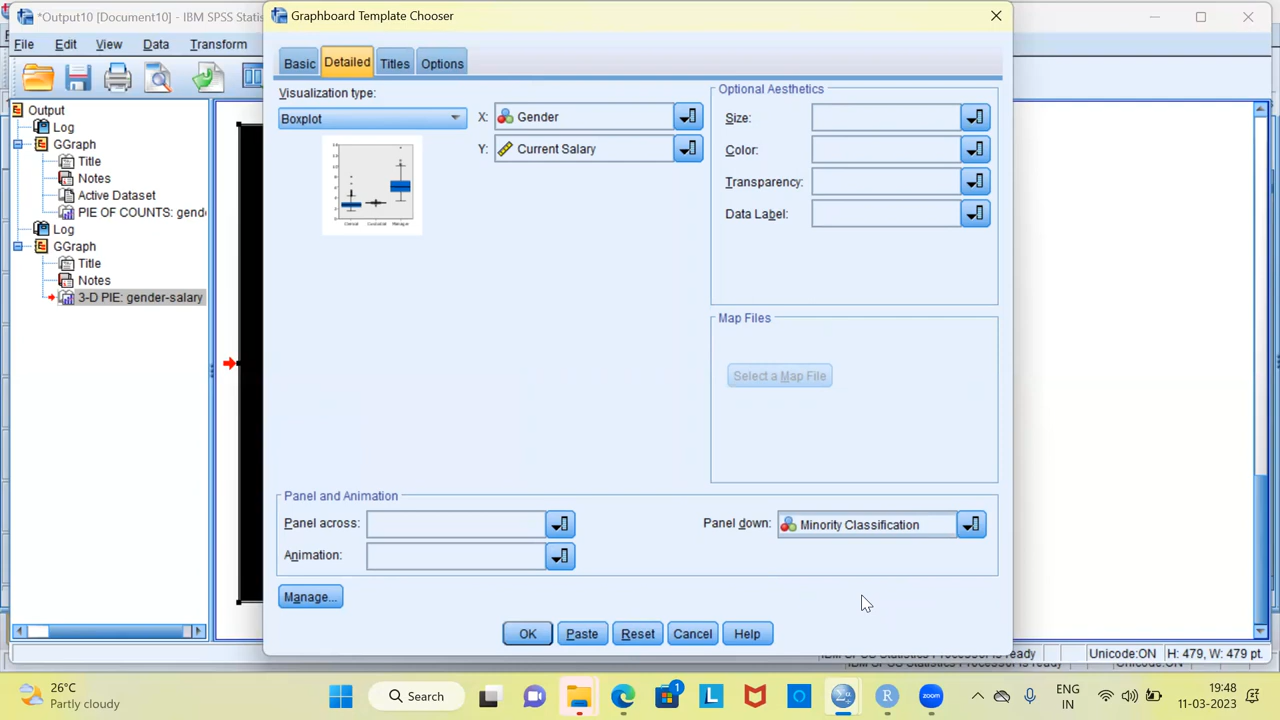 *Output10 [Document10] - IBM SPSS Statis
Graphboard Template Chooser
File Edit View Data Transform
Basic Detailed Titles Options
Visualization type:
Boxplot
X: Gender
Y: Current Salary
Optional Aesthetics
Size:
Color:
Transparency:
Data Label:
Map Files
Select a Map File
Output
Log
GGraph
Title
Notes
Active Dataset
PIE OF COUNTS: gend
Log
GGraph
Title
Notes
3-D PIE: gender-salary
Panel and Animation
Panel across:
Panel down: Minority Classification
Animation:
Manage...
OK Paste Reset Cancel Help
Unicode:ON H: 479, W: 479 pt.
26°C
Partly cloudy
Search
1
L
R
zoom
ENG
IN
19:48
11-03-2023